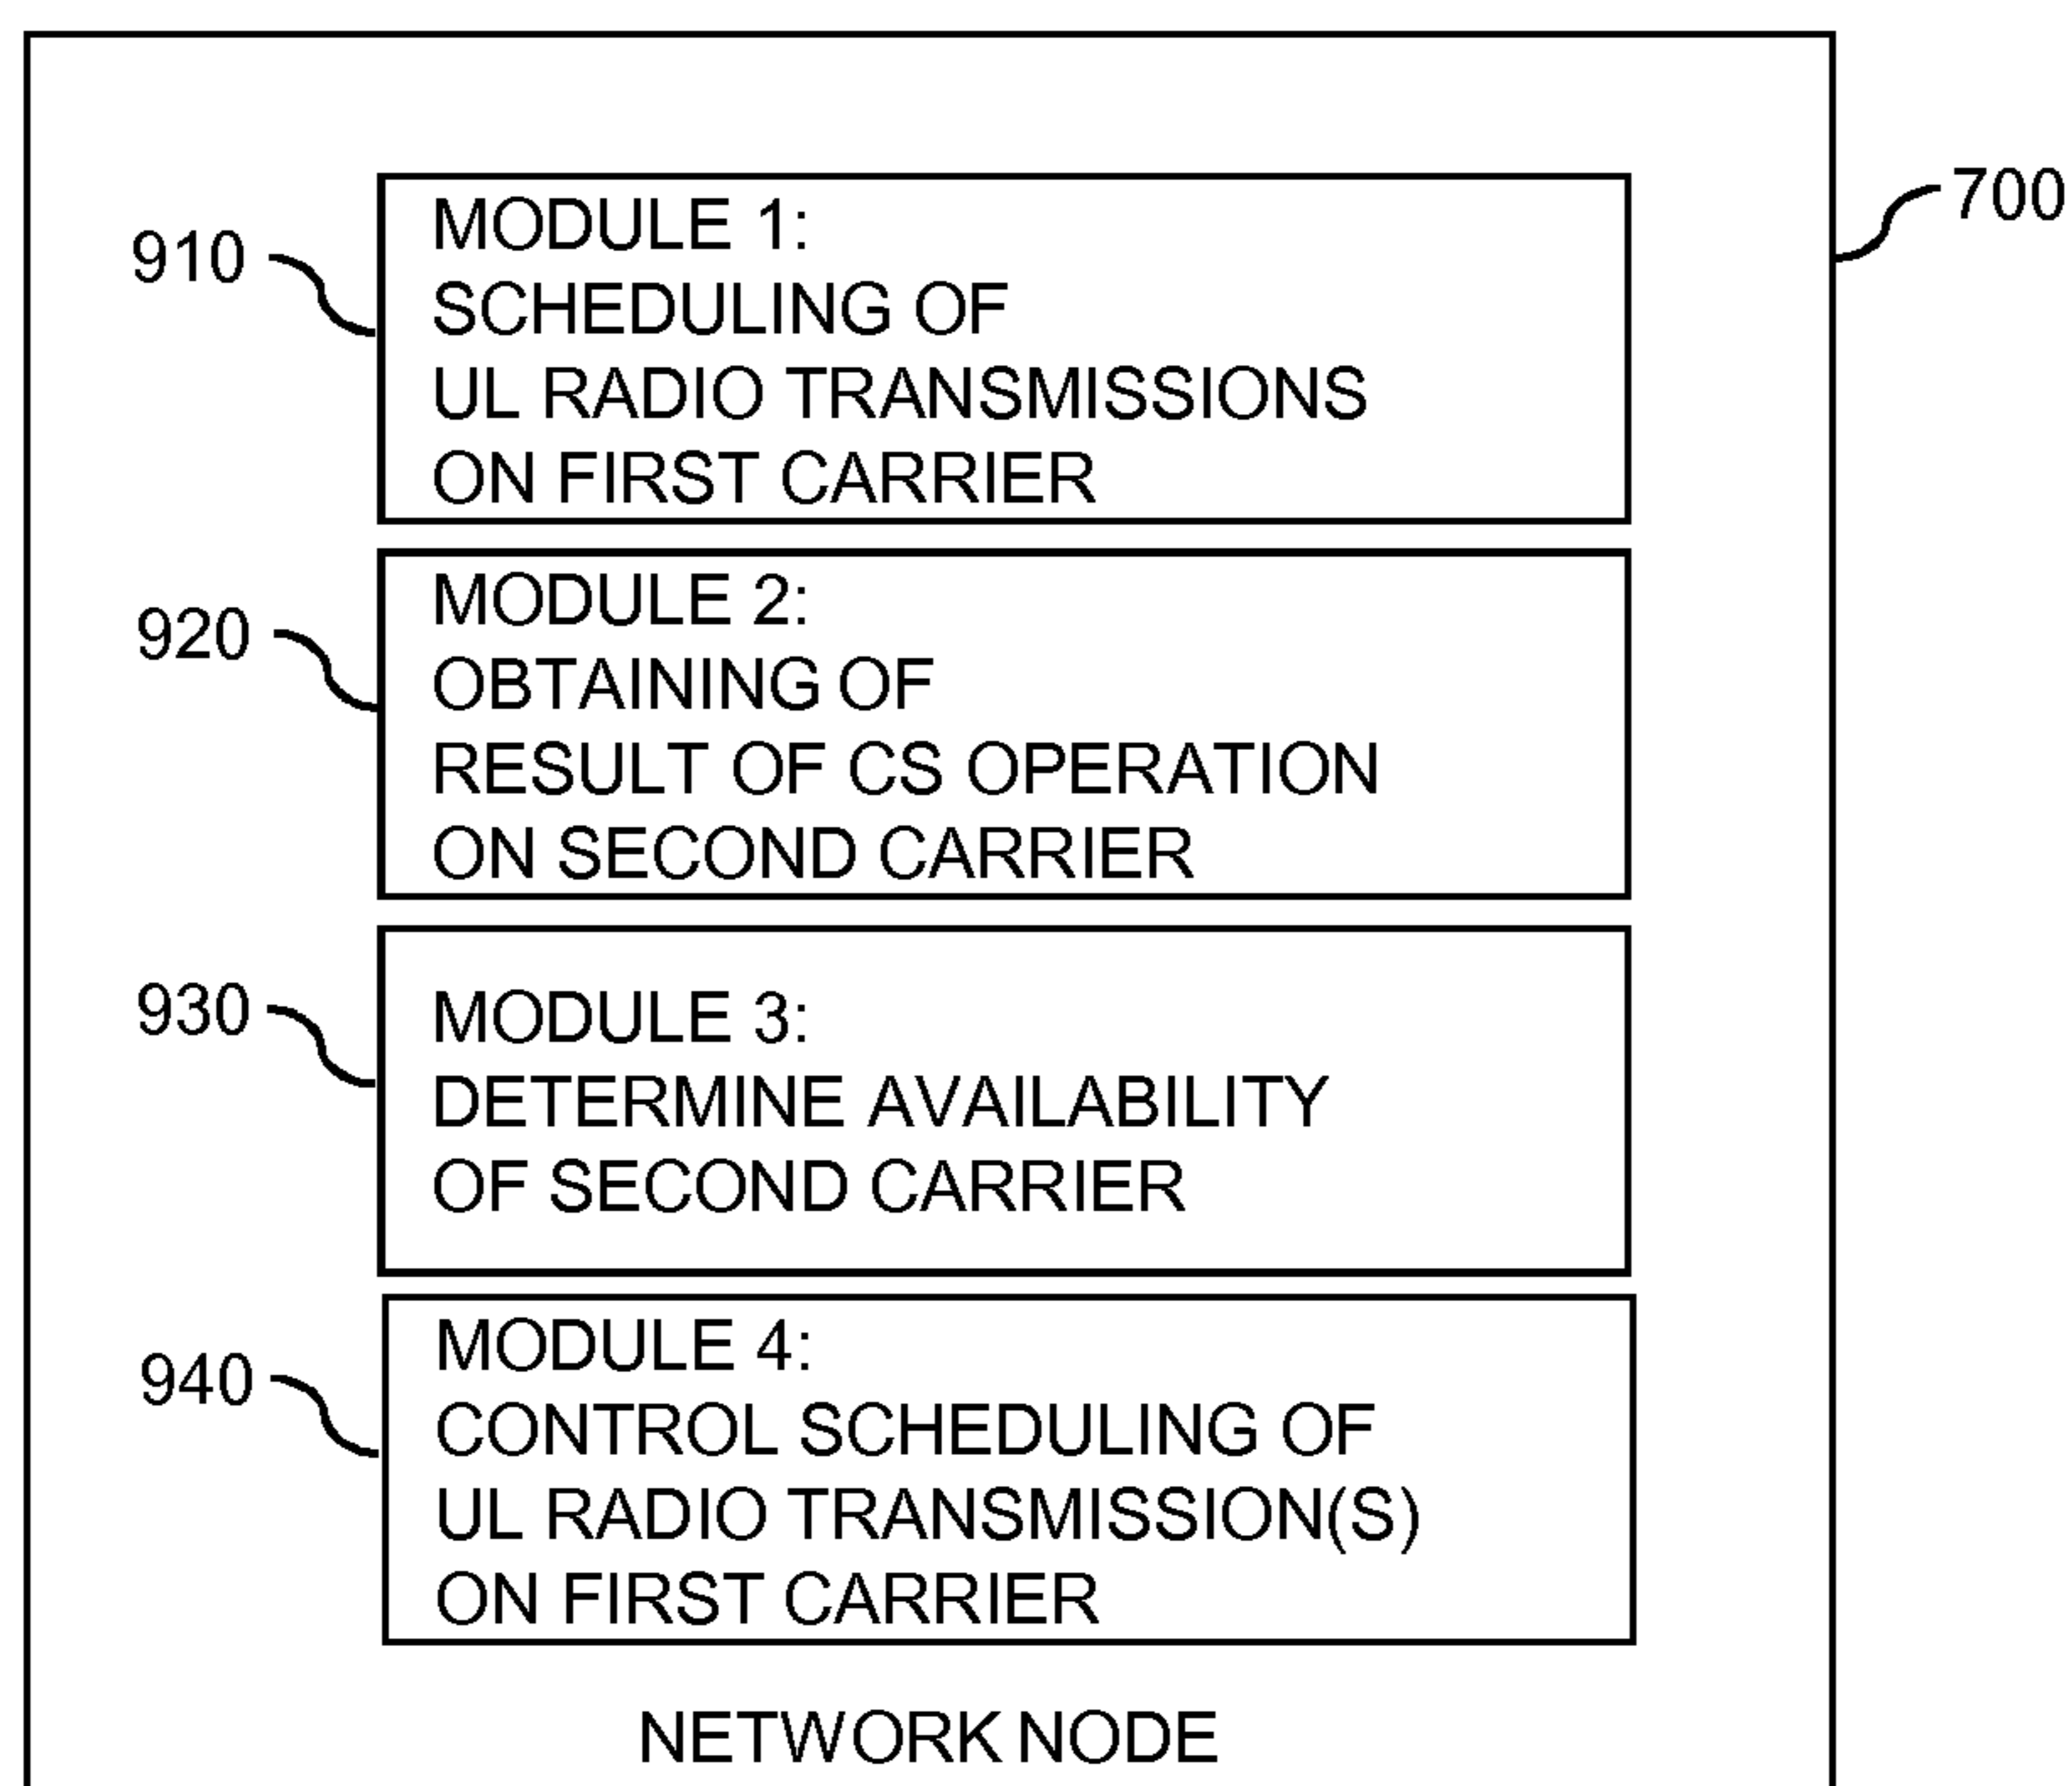 700
910
MODULE 1:
SCHEDULING OF
UL RADIO TRANSMISSIONS
ON FIRST CARRIER
920
MODULE 2:
OBTAINING OF
RESULT OF CS OPERATION
ON SECOND CARRIER
930
MODULE 3:
DETERMINE AVAILABILITY
OF SECOND CARRIER
940
MODULE 4:
CONTROL SCHEDULING OF
UL RADIO TRANSMISSION(S)
ON FIRST CARRIER
NETWORK NODE